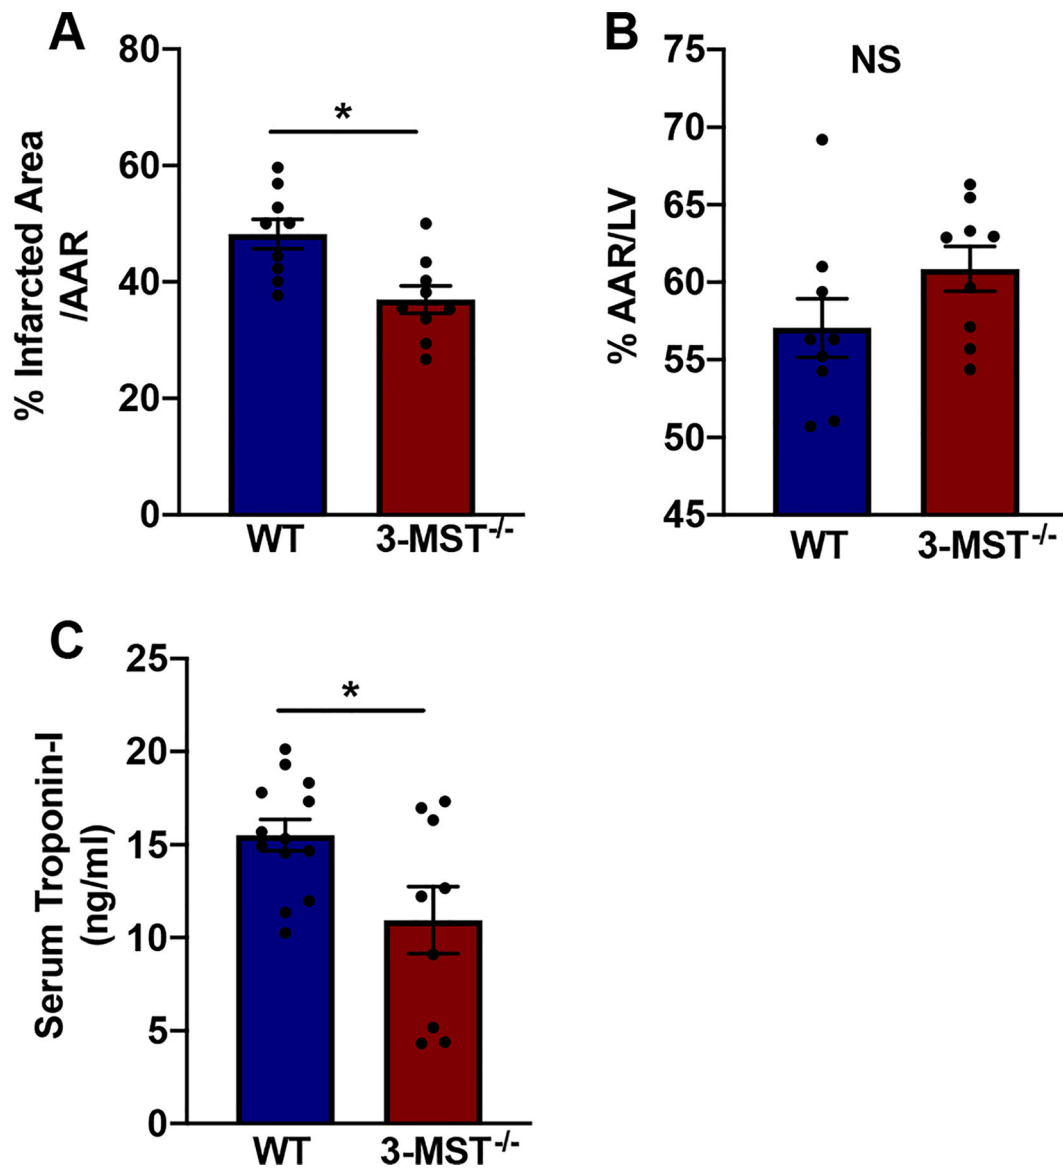 A
% Infarcted Area
/AAR
80
60
40
20
0
*
WT
3-MST-/-
B
% AAR/LV
75
70
65
60
55
50
45
NS
WT
3-MST-/-
C
Serum Troponin-I
(ng/ml)
25
20
15
10
5
0
*
WT
3-MST-/-